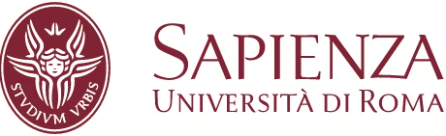 STVDIVM VRBIS
SAPIENZA
UNIVERSITÀ DI ROMA